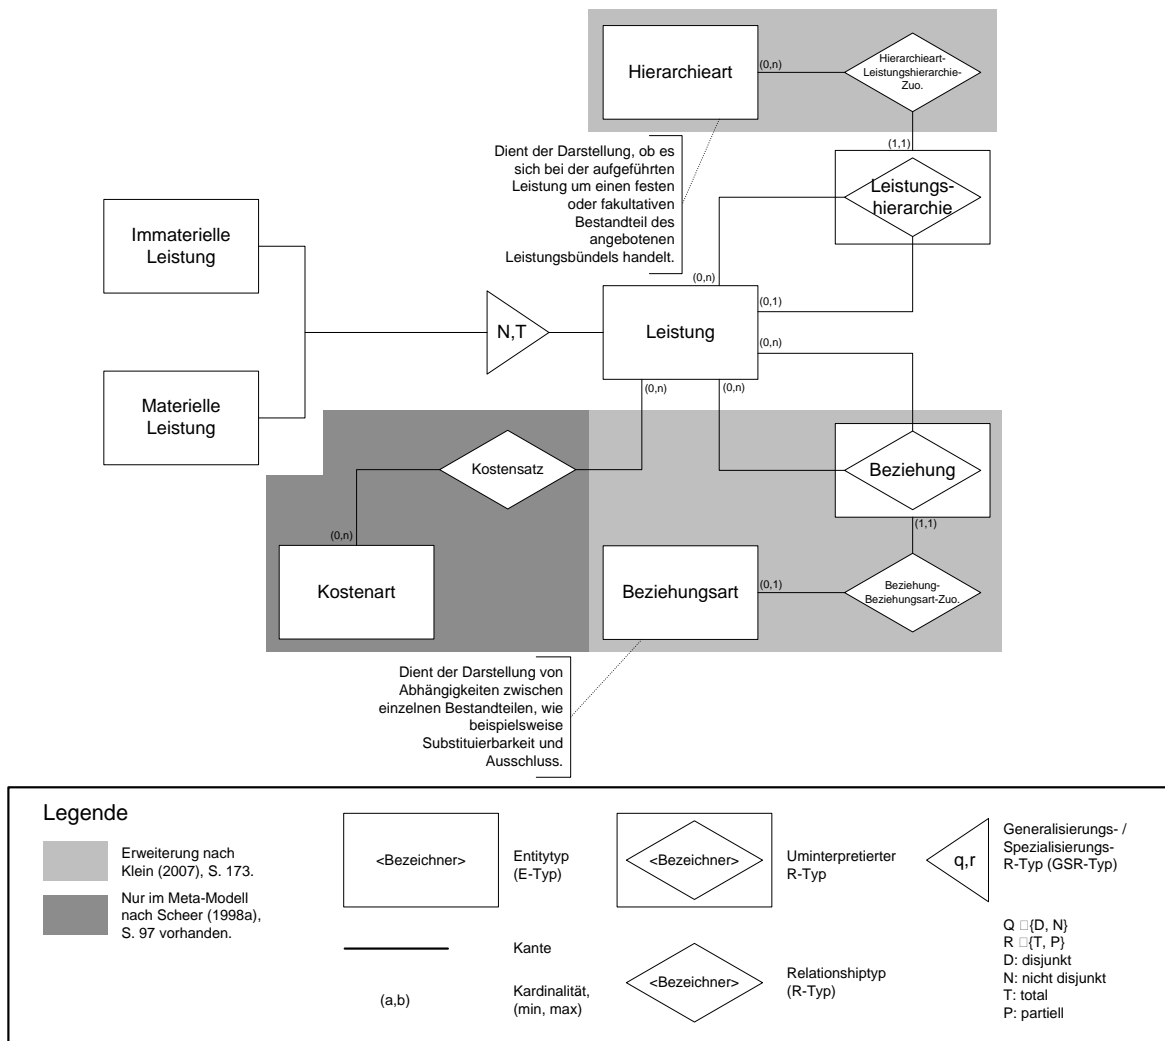 Hierarchieart
(0,n)
Hierarchieart-
Leistungshierarchie-
Zuo.
(1,1)
Dient der Darstellung, ob es
sich bei der aufgeführten
Leistung um einen festen
oder fakultativen
Bestandteil des
angebotenen
Leistungsbündels handelt.
Leistungs-
hierarchie
Immaterielle
Leistung
(0,n)
(0,1)
N,T
Leistung
(0,n)
Materielle
Leistung
(0,n)
(0,n)
Kostensatz
Beziehung
(0,n)
(1,1)
Kostenart
Beziehungsart
(0,1)
Beziehung-
Beziehungsart-Zuo.
Dient der Darstellung von
Abhängigkeiten zwischen
einzelnen Bestandteilen, wie
beispielsweise
Substituierbarkeit und
Ausschluss.
Legende
Erweiterung nach
Klein (2007), S. 173.
Nur im Meta-Modell
nach Scheer (1998a),
S. 97 vorhanden.
<Bezeichner>
Entitytyp
(E-Typ)
Kante
(a,b)
Kardinalität,
(min, max)
<Bezeichner>
Uminterpretierter
R-Typ
<Bezeichner>
Relationshiptyp
(R-Typ)
q,r
Generalisierungs- /
Spezialisierungs-
R-Typ (GSR-Typ)
Q □{D, N}
R □{T, P}
D: disjunkt
N: nicht disjunkt
T: total
P: partiell